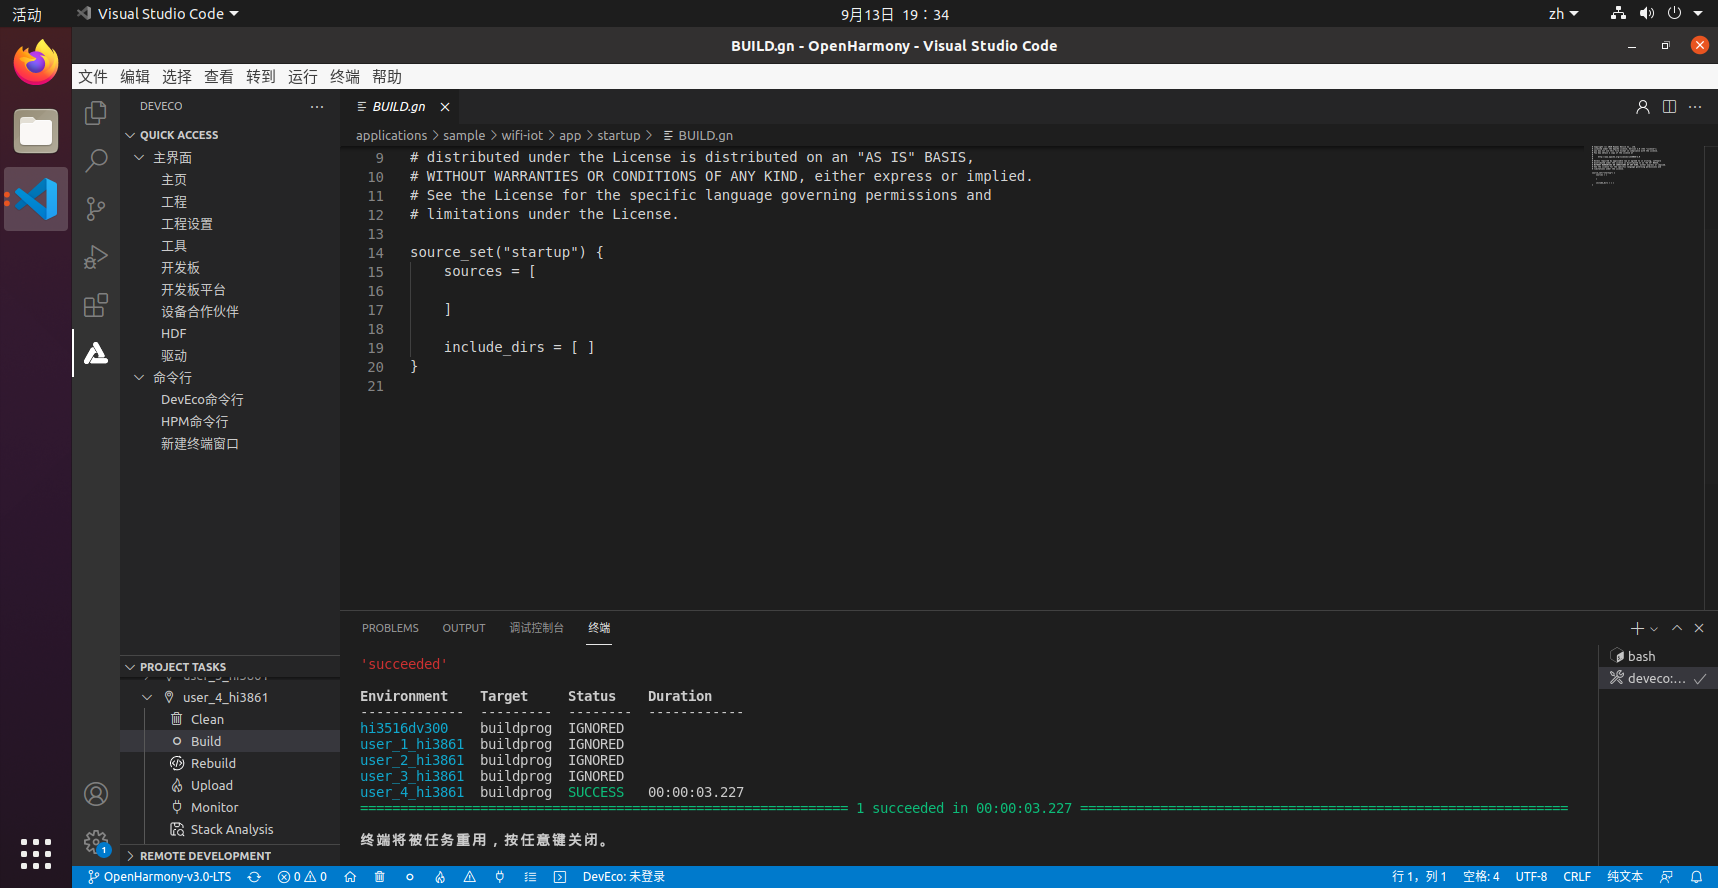 活动
Visual Studio Code
9月13日 19：34
zh
BUILD.gn - OpenHarmony - Visual Studio Code
文件 编辑 选择 查看 转到 运行 终端 帮助
DEVECO
BUILD.gn
QUICK ACCESS
applications > sample > wifi-iot > app > startup > BUILD.gn
主界面
主页
工程
工程设置
工具
开发板
开发板平台
设备合作伙伴
HDF
驱动
命令行
DevEco命令行
HPM命令行
新建终端窗口
9 # distributed under the License is distributed on an "AS IS" BASIS,
10 # WITHOUT WARRANTIES OR CONDITIONS OF ANY KIND, either express or implied.
11 # See the License for the specific language governing permissions and
12 # limitations under the License.
13
14 source_set("startup") {
15 sources = [
16
17 ]
18
19 include_dirs = [ ]
20 }
21
PROJECT TASKS
user_3_hi3861
user_4_hi3861
Clean
Build
Rebuild
Upload
Monitor
Stack Analysis
REMOTE DEVELOPMENT
PROBLEMS OUTPUT 调试控制台 终端
'succeeded'
Environment Target Status Duration
------------- --------- -------- ------------
hi3516dv300 buildprog IGNORED
user_1_hi3861 buildprog IGNORED
user_2_hi3861 buildprog IGNORED
user_3_hi3861 buildprog IGNORED
user_4_hi3861 buildprog SUCCESS 00:00:03.227
============================================================= 1 succeeded in 00:00:03.227 =============================================================
终端将被任务重用，按任意键关闭。
bash
deveco:...
1
OpenHarmony-v3.0-LTS 0 0 DevEco: 未登录
行 1，列 1 空格: 4 UTF-8 CRLF 纯文本